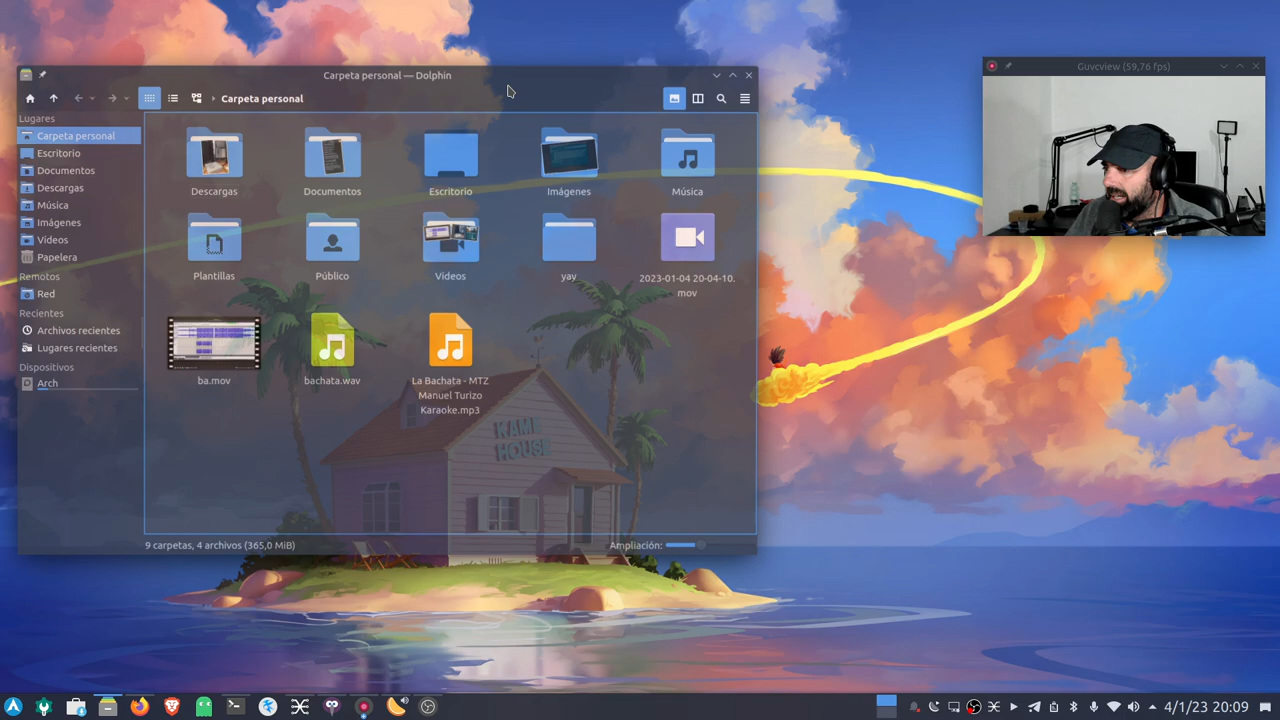 Carpeta personal — Dolphin
Guvcview (59,76 fps)
Carpeta personal
Lugares
Carpeta personal
Escritorio
Documentos
Descargas
Música
Imágenes
Vídeos
Papelera
Remotos
Red
Recientes
Archivos recientes
Lugares recientes
Dispositivos
Arch
Descargas
Documentos
Escritorio
Imágenes
Música
Plantillas
Público
Vídeos
yay
2023-01-04 20-04-10.
mov
ba.mov
bachata.wav
La Bachata - MTZ
Manuel Turizo
Karaoke.mp3
KAME
HOUSE
9 carpetas, 4 archivos (365,0 MiB)
Ampliación:
4/1/23 20:09